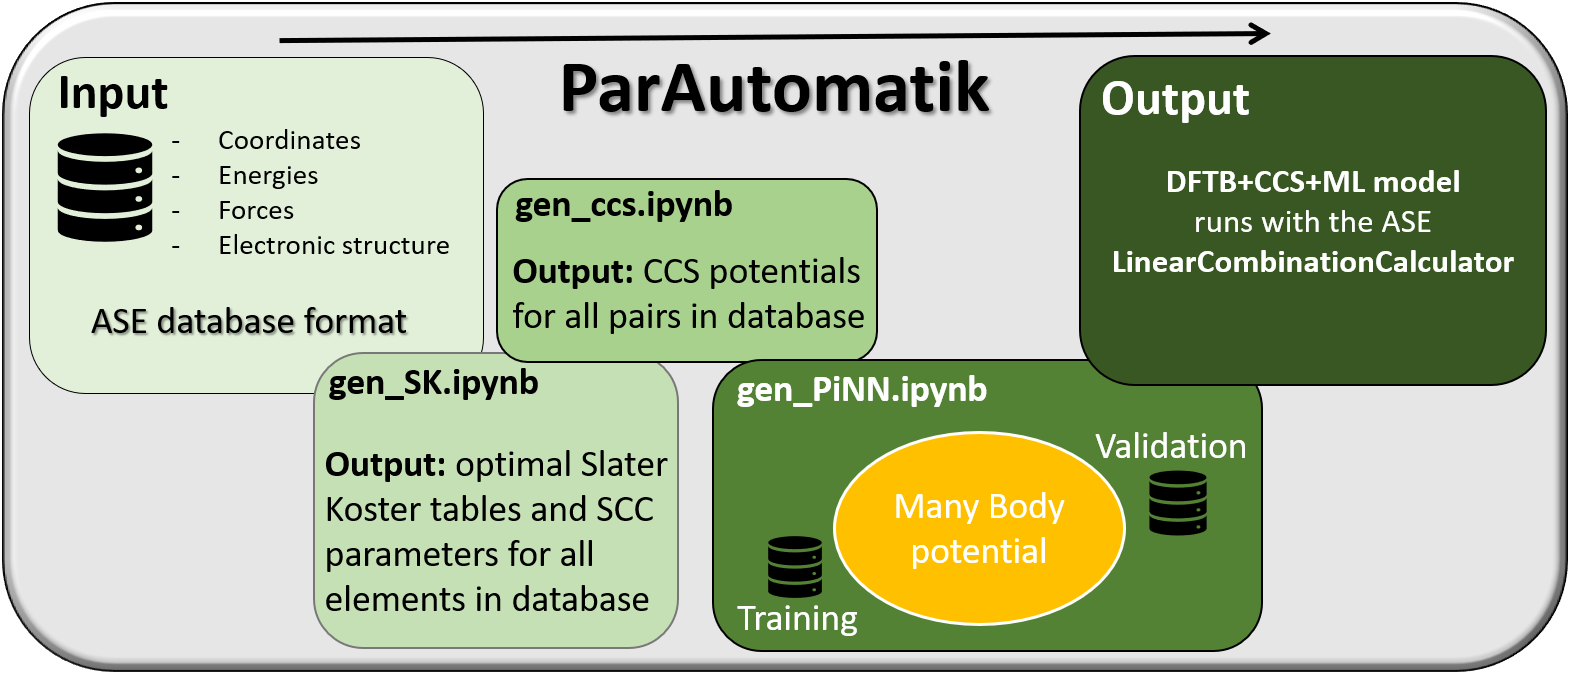 ParAutomatik
Input
- Coordinates
- Energies
- Forces
- Electronic structure
ASE database format
gen_SK.ipynb
Output: optimal Slater
Koster tables and SCC
parameters for all
elements in database
gen_ccs.ipynb
Output: CCS potentials
for all pairs in database
gen_PiNN.ipynb
Training
Many Body
potential
Validation
Output
DFTB+CCS+ML model
runs with the ASE
LinearCombinationCalculator